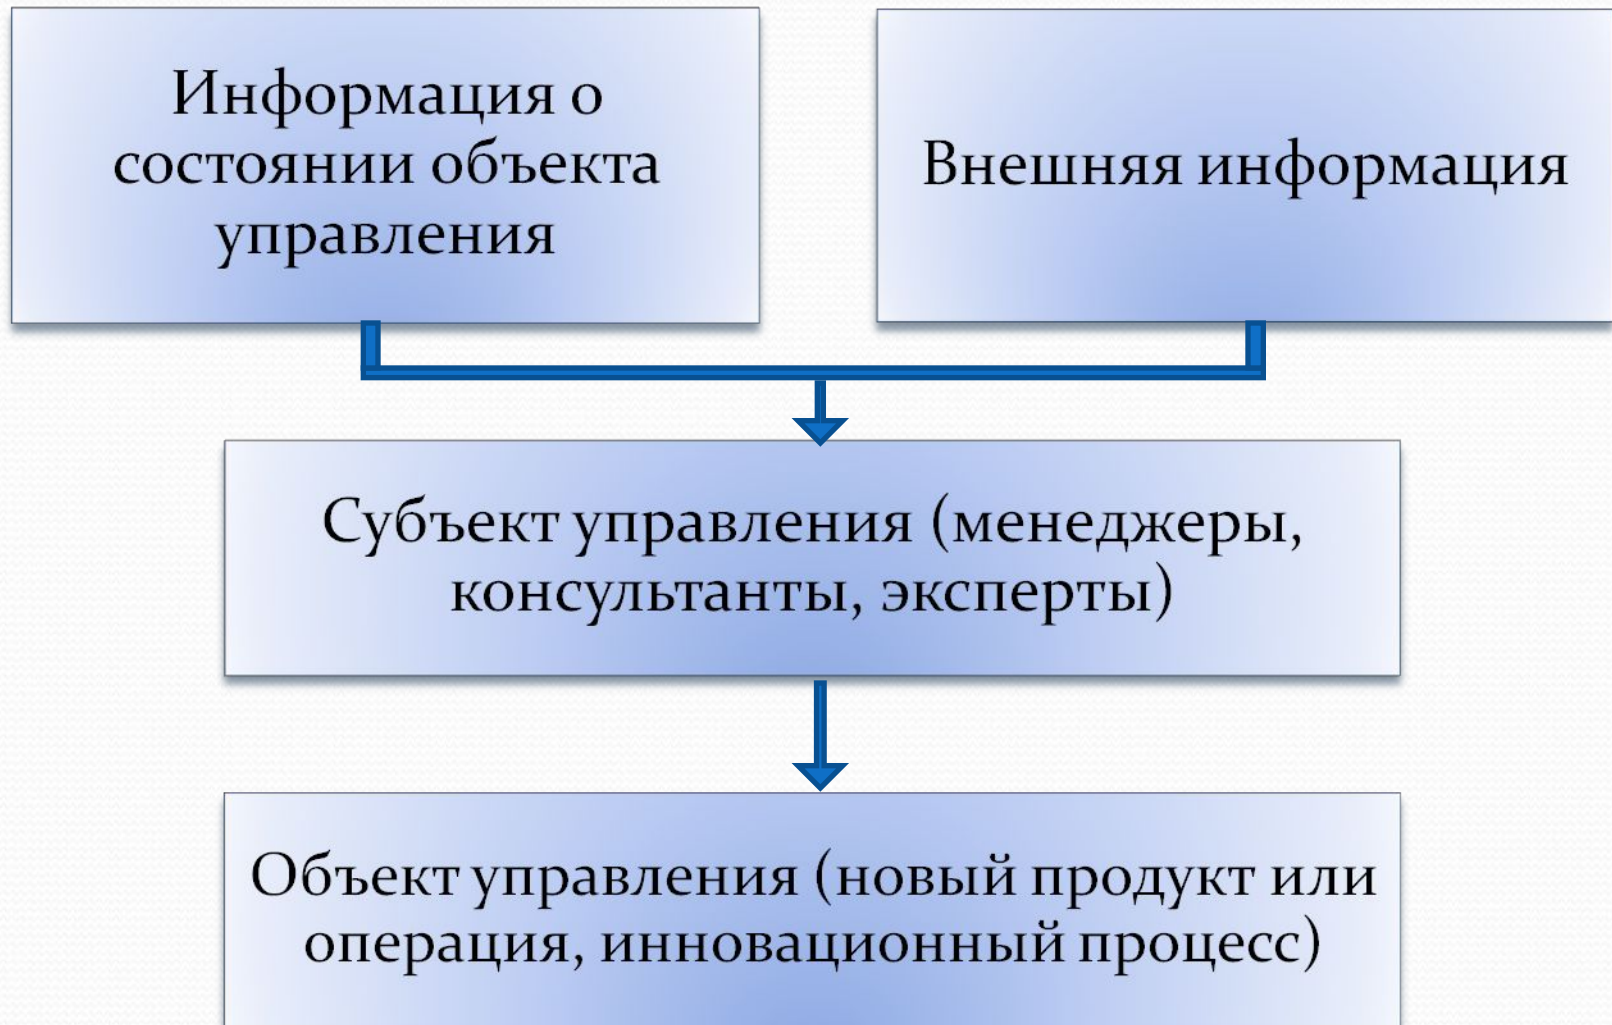 Информация о
состоянии объекта
управления
Внешняя информация
Субъект управления (менеджеры,
консультанты, эксперты)
Объект управления (новый продукт или
операция, инновационный процесс)